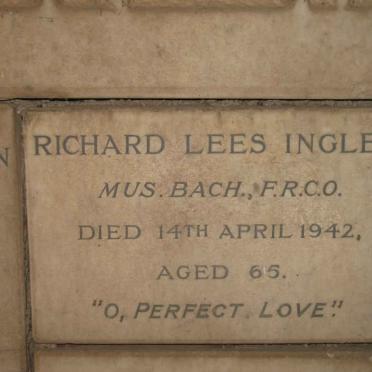 RICHARD LEES INGLE
MUS. BACH., F.R.C.O.
DIED 14TH APRIL 1942,
AGED 65.
"O, PERFECT LOVE."